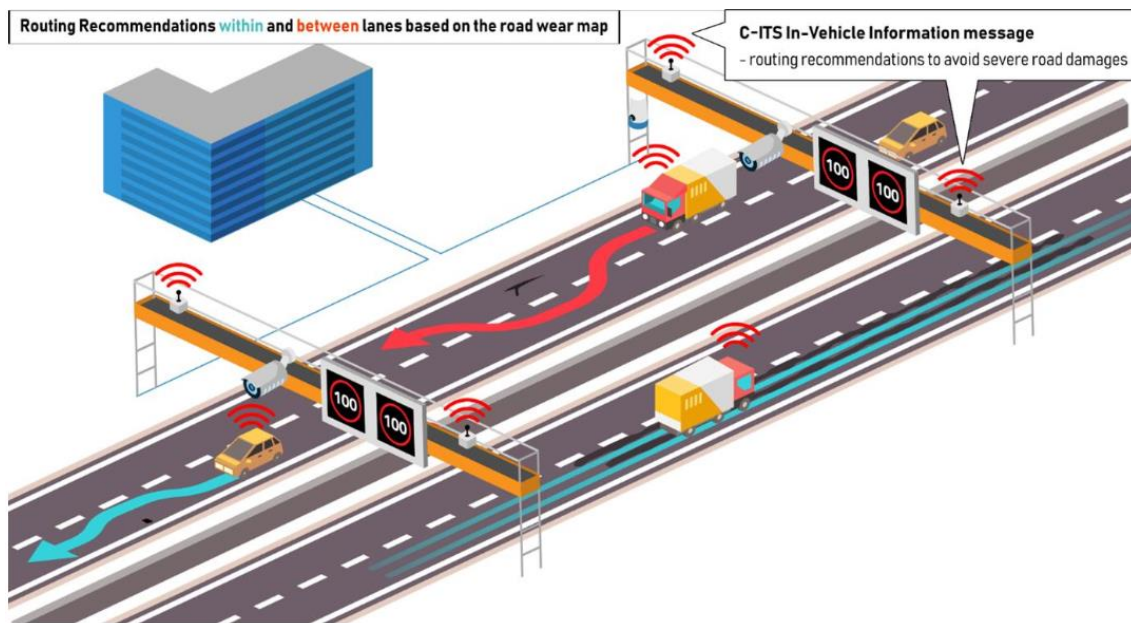 Routing Recommendations within and between lanes based on the road wear map
C-ITS In-Vehicle Information message
- routing recommendations to avoid severe road damages
100
100
100
100